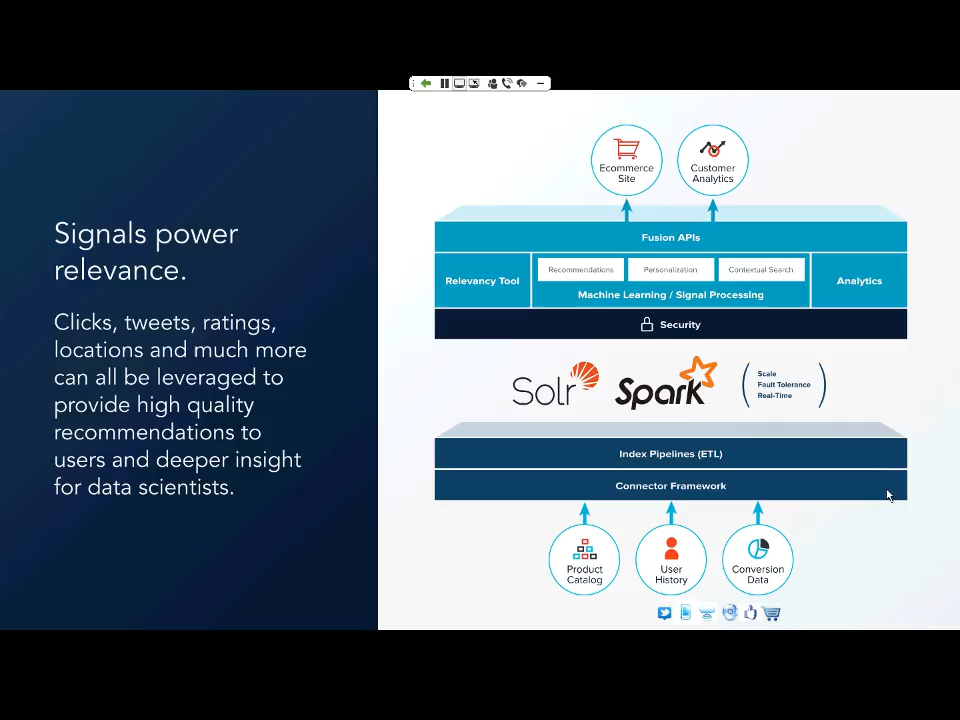 Signals power
relevance.
Clicks, tweets, ratings,
locations and much more
can all be leveraged to
provide high quality
recommendations to
users and deeper insight
for data scientists.
Ecommerce
Site
Customer
Analytics
Fusion APIs
Relevancy Tool
Recommendations
Personalization
Contextual Search
Machine Learning / Signal Processing
Analytics
Security
Solr
Spark
Scale
Fault Tolerance
Real-Time
Index Pipelines (ETL)
Connector Framework
Product
Catalog
User
History
Conversion
Data